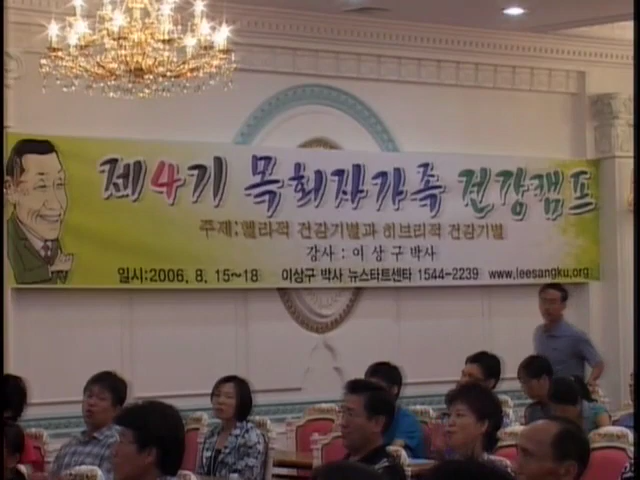 제4기 목회자가족 건강캠프
주제:헬라적 건강기별과 히브리적 건강기별
강사 : 이 상 구 박사
일시:2006. 8. 15~18 이상구 박사 뉴스타트센타 1544-2239 www.leesangku.org